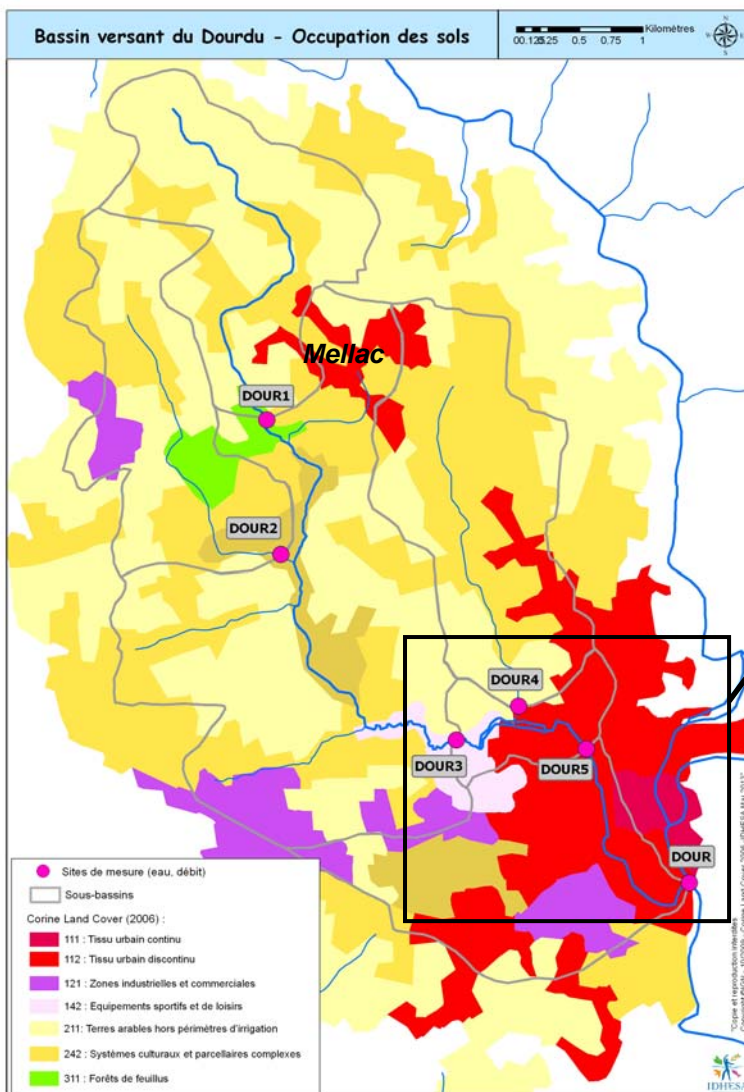 Bassin versant du Dourdu - Occupation des sols
Kilomètres
0 0.125 0.25 0.5 0.75 1
N
W E
S
Mellac
DOUR1
DOUR2
DOUR4
DOUR3
DOUR5
DOUR
Sites de mesure (eau, débit)
Sous-bassins
Corine Land Cover (2006) :
111 : Tissu urbain continu
112 : Tissu urbain discontinu
121 : Zones industrielles et commerciales
142 : Equipements sportifs et de loisirs
211: Terres arables hors périmètres d'irrigation
242 : Systèmes culturaux et parcellaires complexes
311 : Forêts de feuillus
"Copie et reproduction interdites
IDHESA